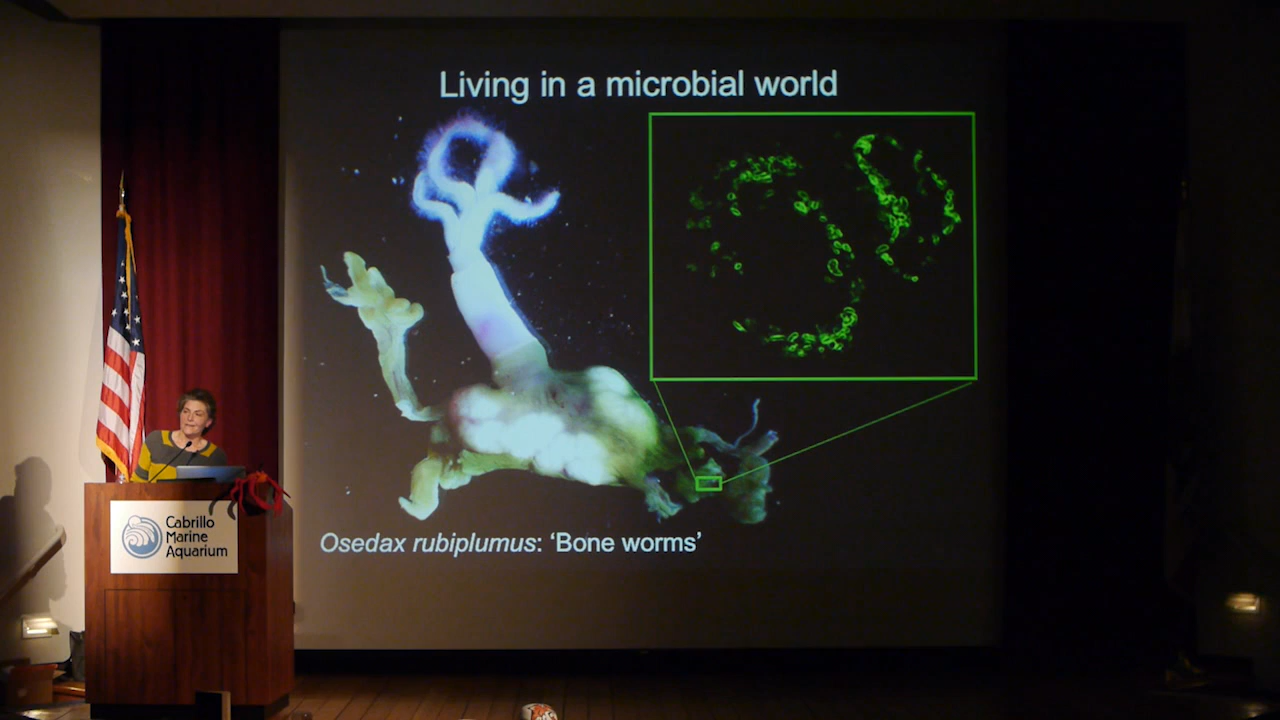 Living in a microbial world
Osedax rubiplumus: ‘Bone worms’
Cabrillo
Marine
Aquarium